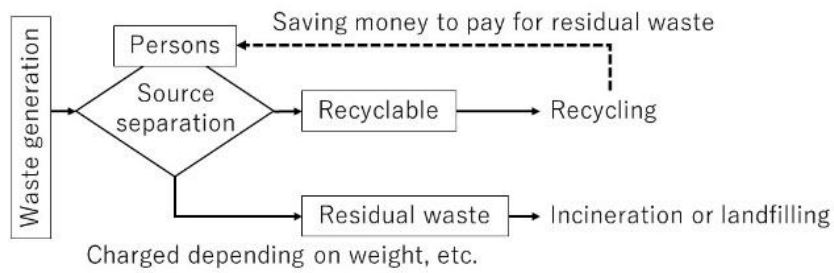 Saving money to pay for residual waste
Persons
Waste generation
Source
separation
Recyclable
Recycling
Residual waste
Incineration or landfilling
Charged depending on weight, etc.